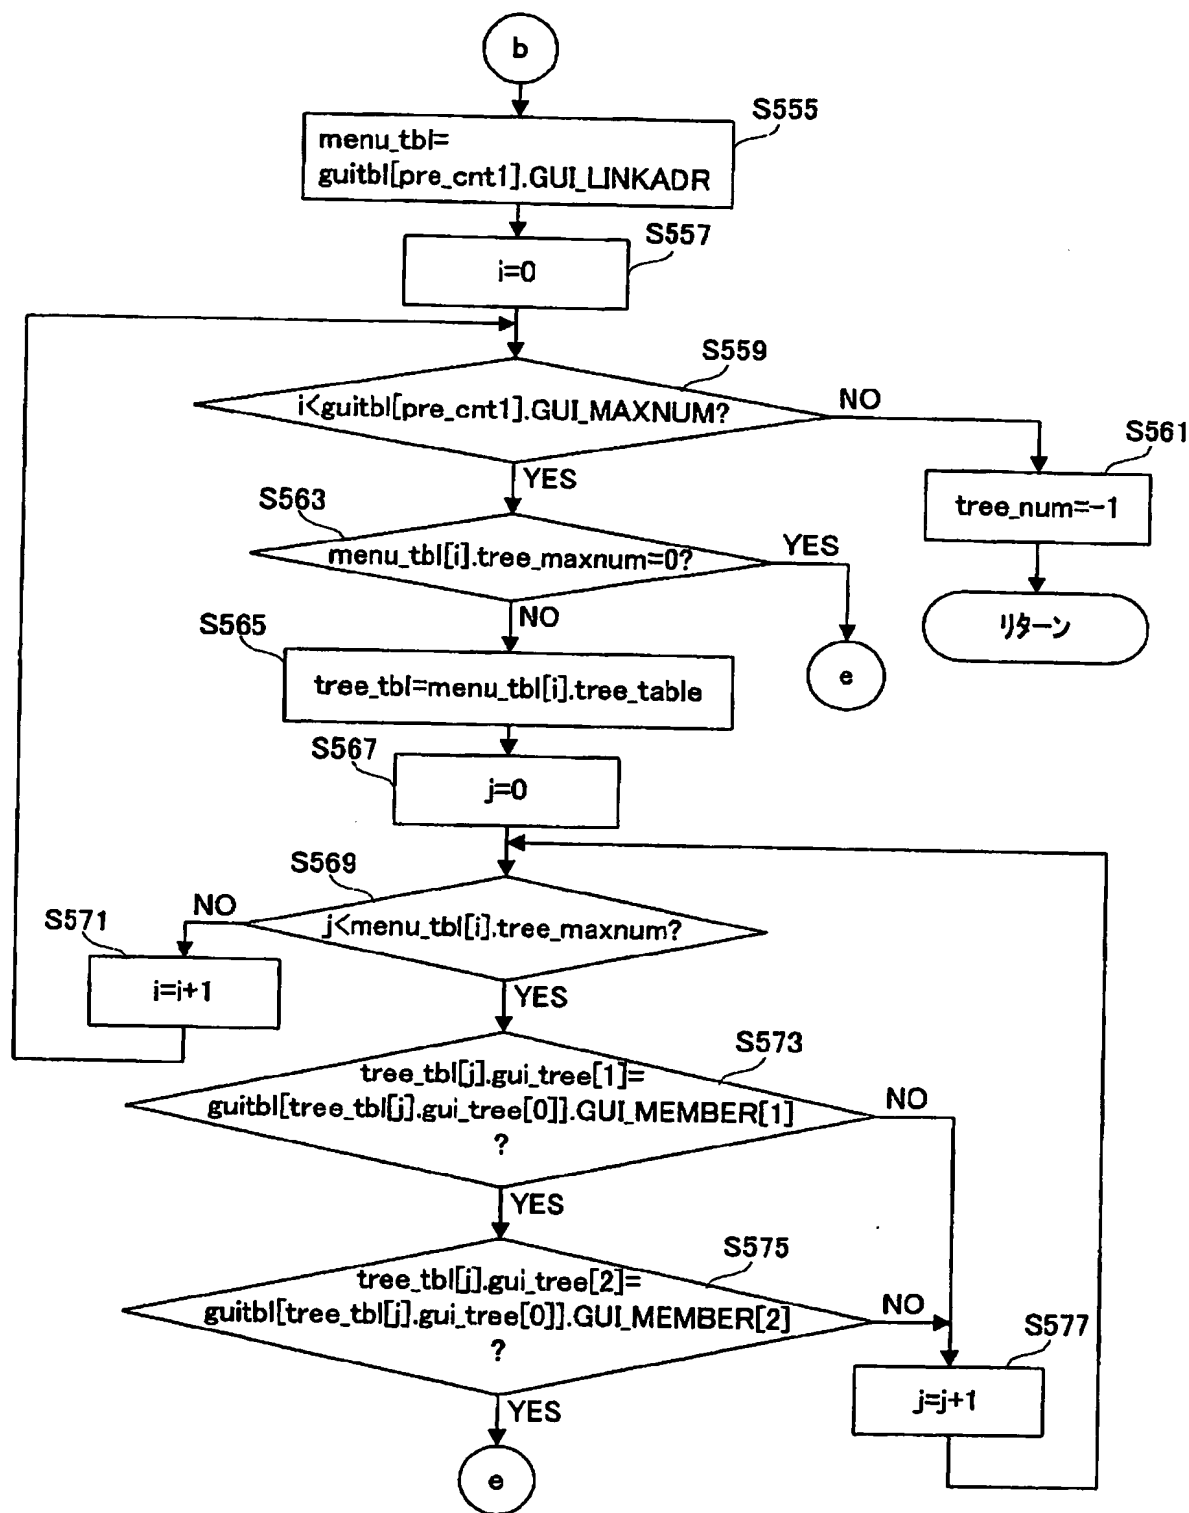 b
S555
menu_tbl=
guitbl[pre_cnt1].GUI_LINKADR
S557
i=0
S559
i<guitbl[pre_cnt1].GUI_MAXNUM?
NO
YES
S561
tree_num=-1
リターン
S563
menu_tbl[i].tree_maxnum=0?
YES
NO
e
S565
tree_tbl=menu_tbl[i].tree_table
S567
j=0
S569
j<menu_tbl[i].tree_maxnum?
NO
YES
S571
i=i+1
S573
tree_tbl[j].gui_tree[1]=
guitbl[tree_tbl[j].gui_tree[0]].GUI_MEMBER[1]
?
NO
YES
S575
tree_tbl[j].gui_tree[2]=
guitbl[tree_tbl[j].gui_tree[0]].GUI_MEMBER[2]
?
NO
YES
S577
j=j+1
e